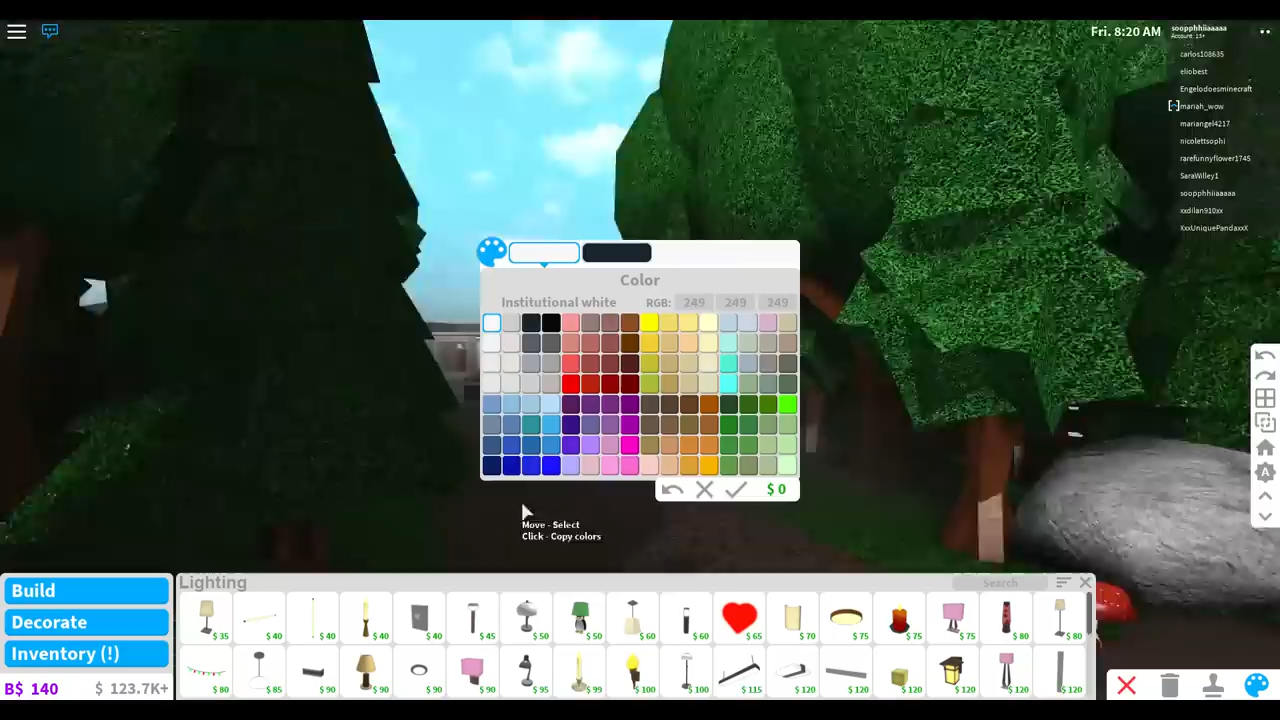 Fri. 8:20 AM
soopphhiiaaaaa
Account: 13+
carlos108635
eliobest
Engelodoesminecraft
mariah_wow
mariangel4217
nicolettsophi
rarefunnyflower1745
SaraWilley1
soopphhiiaaaaa
xxdilan910xx
XxxUniquePandaxxX
Color
Institutional white RGB: 249 249 249
$ 0
Move - Select
Click - Copy colors
Build
Decorate
Inventory (!)
B$ 140 $ 123.7K+
Lighting Search
$ 35 $ 40 $ 40 $ 40 $ 40 $ 45 $ 50 $ 50 $ 60 $ 60 $ 65 $ 70 $ 75 $ 75 $ 75 $ 80 $ 80
$ 80 $ 85 $ 90 $ 90 $ 90 $ 90 $ 95 $ 99 $ 100 $ 100 $ 115 $ 120 $ 120 $ 120 $ 120 $ 120 $ 120
A